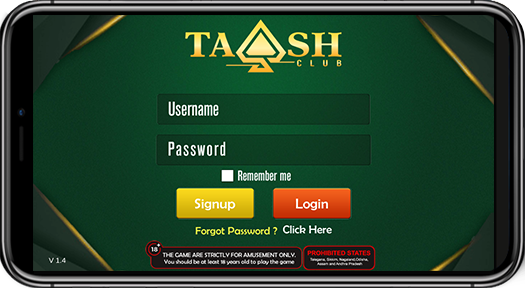 TAASH
CLUB
Username
Password
Remember me
Signup
Login
Forgot Password ? Click Here
V 1.4
18+
THE GAME ARE STRICTLY FOR AMUSEMENT ONLY.
You should be at least 18 years old to play the game
PROHIBITED STATES
Telegana, Sikkim, Nagaland,Odisha,
Assam and Andhra Pradesh